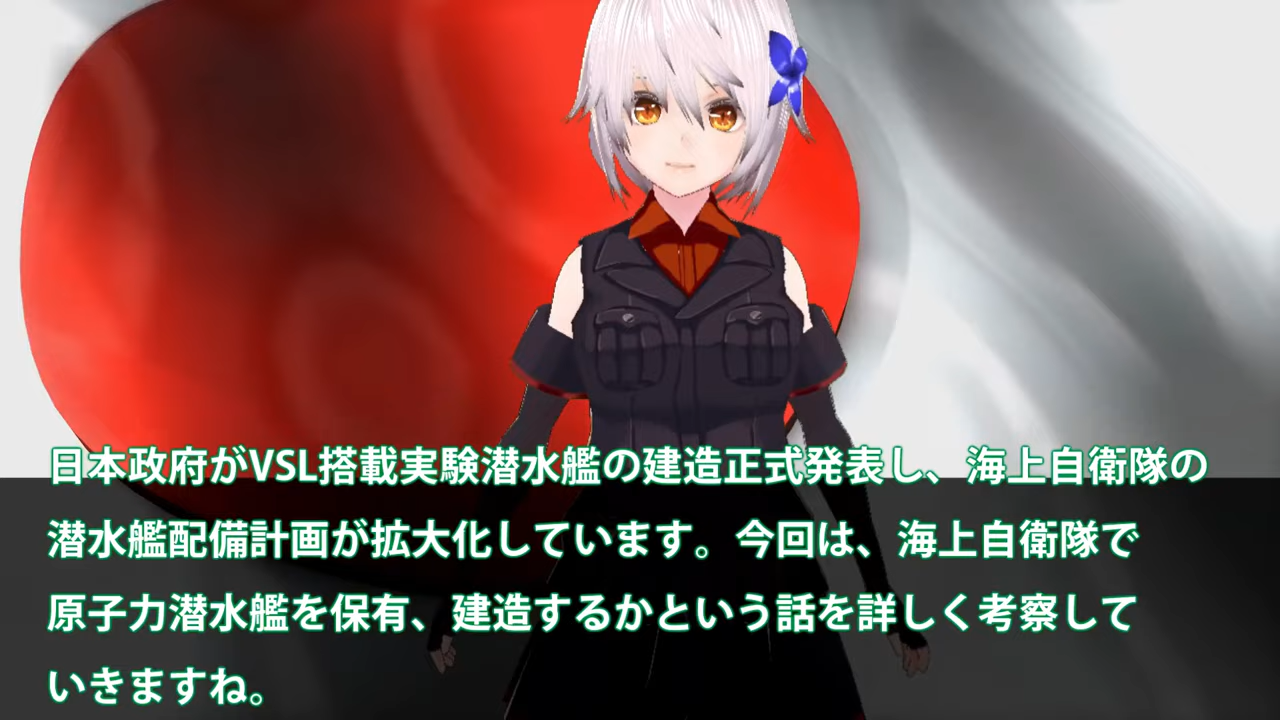 日本政府がVSL搭載実験潜水艦の建造正式発表し、海上自衛隊の
潜水艦配備計画が拡大化しています。今回は、海上自衛隊で
原子力潜水艦を保有、建造するかという話を詳しく考察して
いきますね。